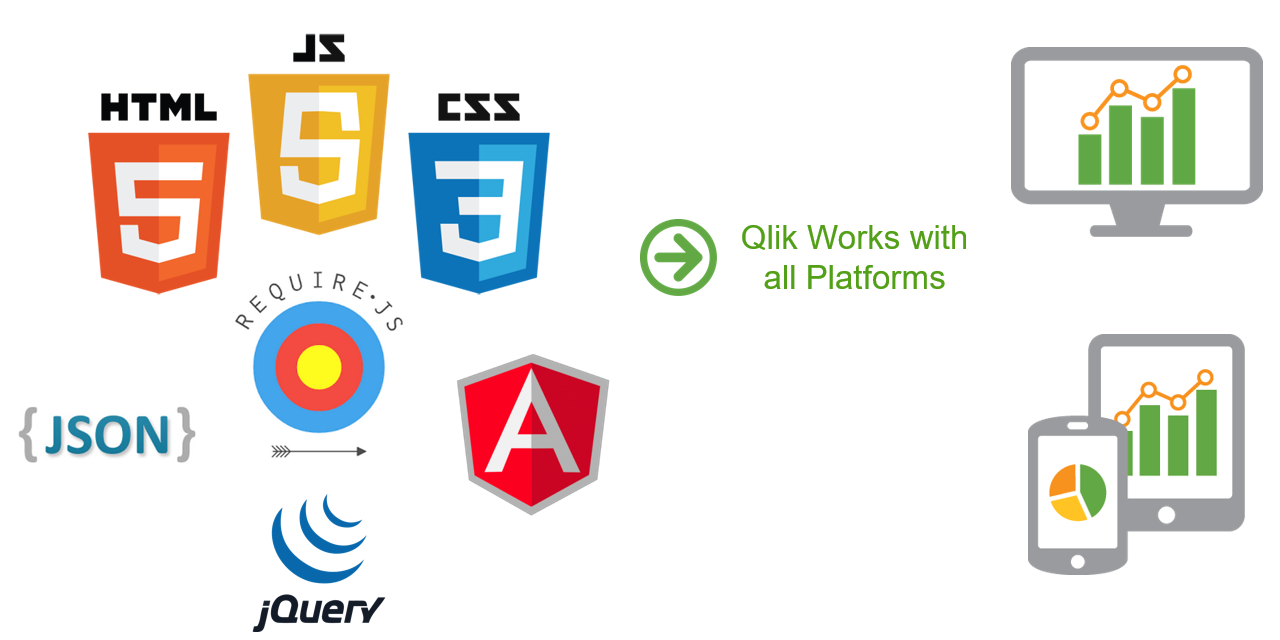 JS
HTML
CSS
5
5
3
REQUIRE·JS
Qlik Works with
all Platforms
{JSON}
A
jQuery